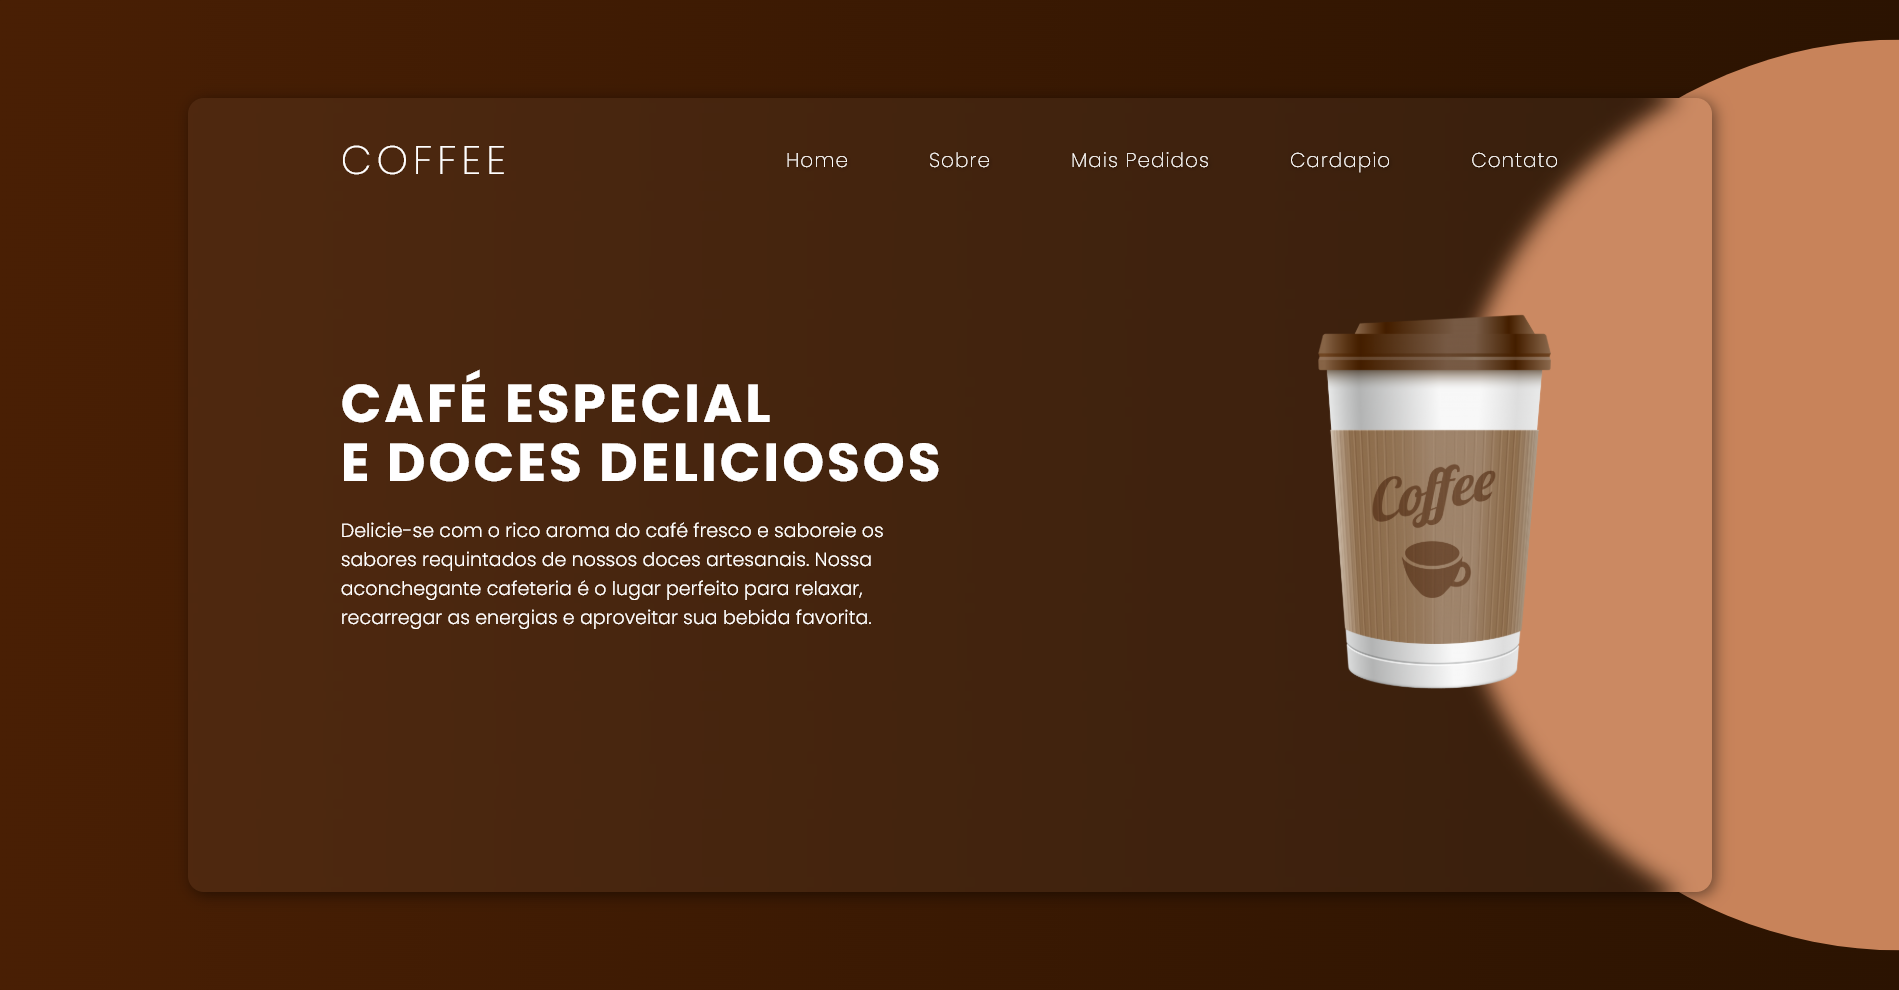 COFFEE
Home Sobre Mais Pedidos Cardapio Contato
CAFÉ ESPECIAL
E DOCES DELICIOSOS
Delicie-se com o rico aroma do café fresco e saboreie os
sabores requintados de nossos doces artesanais. Nossa
aconchegante cafeteria é o lugar perfeito para relaxar,
recarregar as energias e aproveitar sua bebida favorita.
Coffee